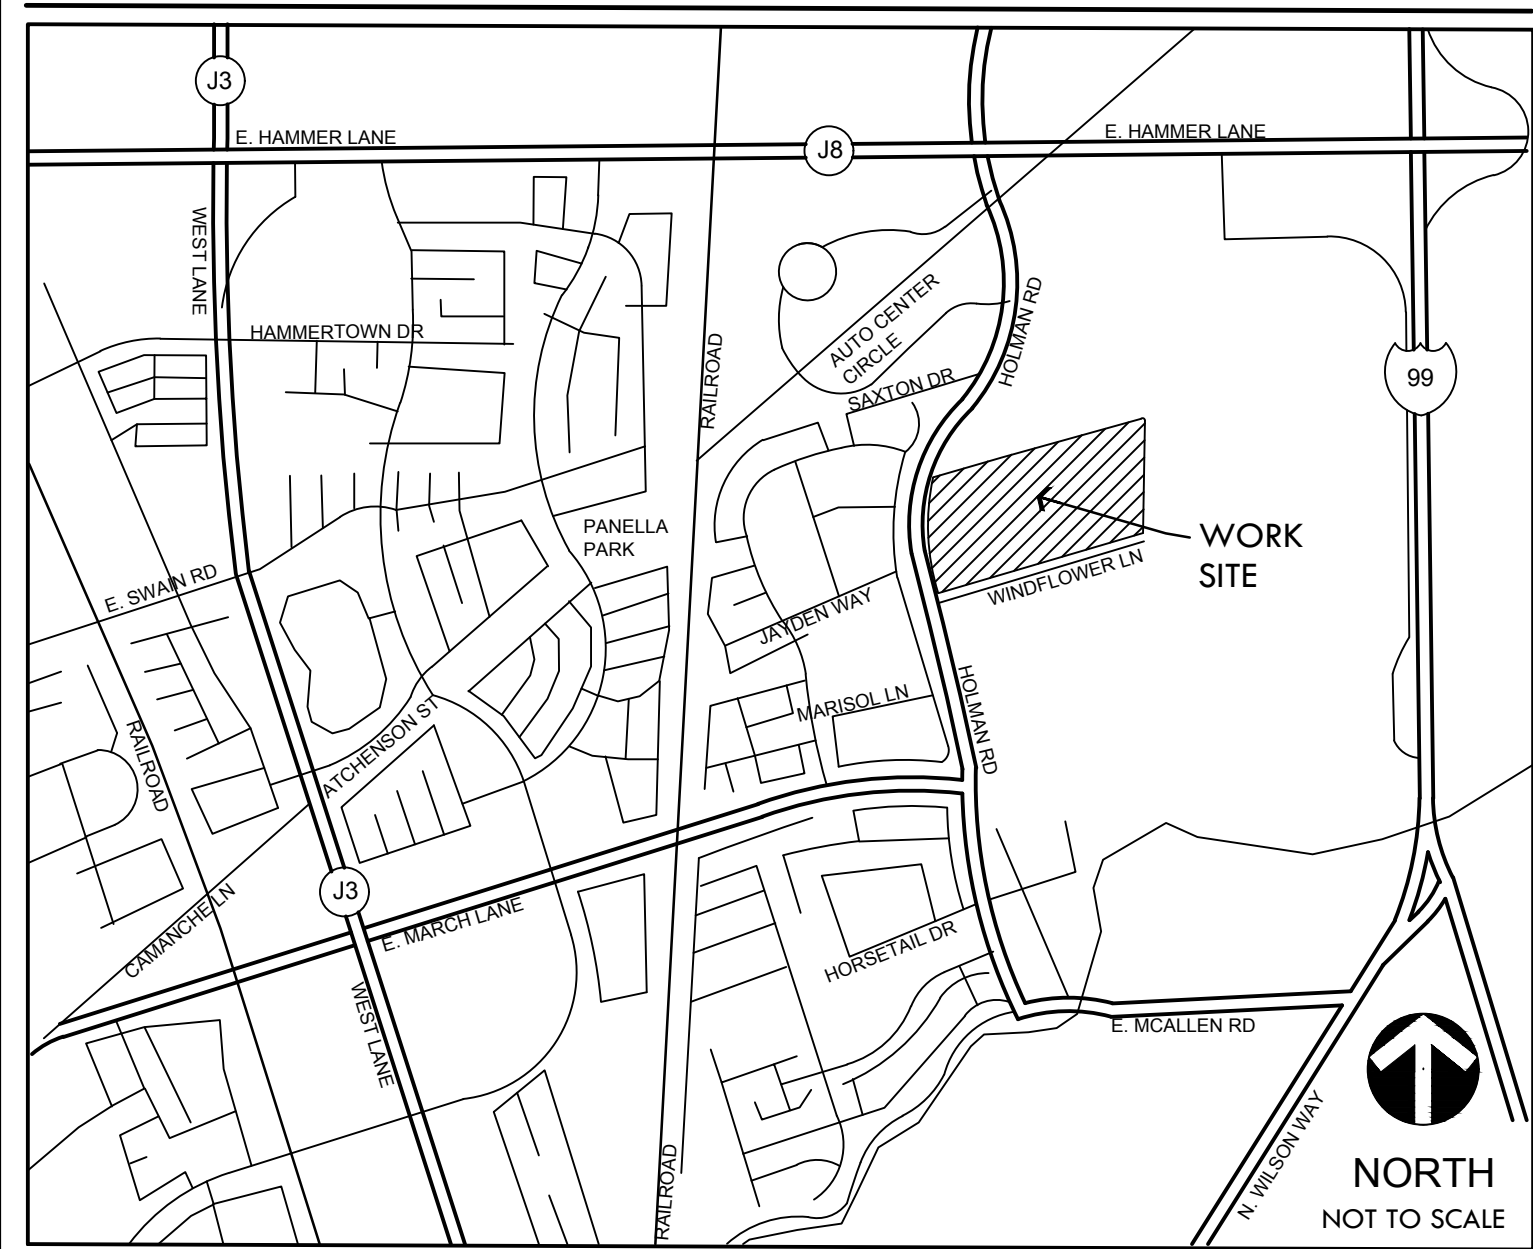 J3
E. HAMMER LANE
J8
E. HAMMER LANE
WEST LANE
HAMMERTOWN DR
RAILROAD
AUTO CENTER
CIRCLE
HOLMAN RD
SAXTON DR
99
PANELLA
PARK
WORK
SITE
E. SWAIN RD
WINDFLOWER LN
JAYDEN WAY
MARISOL LN
HOLMAN RD
RAILROAD
ATCHENSON ST
J3
CAMANCHE LN
E. MARCH LANE
HORSETAIL DR
WEST LANE
E. MCALLEN RD
N. WILSON WAY
RAILROAD
NORTH
NOT TO SCALE